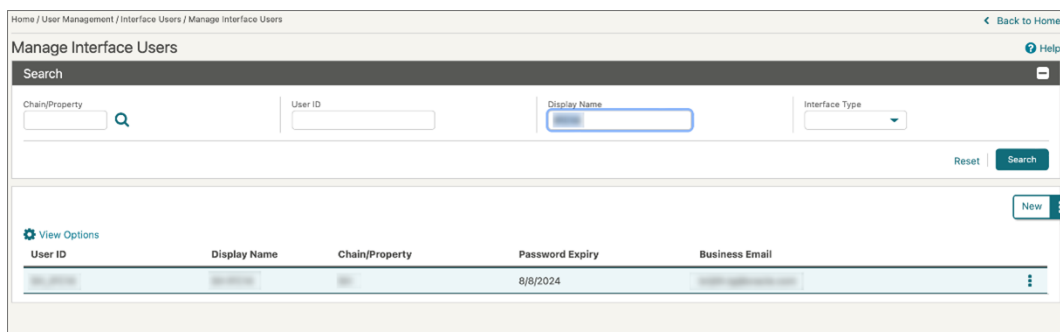 Home / User Management / Interface Users / Manage Interface Users
Back to Home
Manage Interface Users
Help
Search
Chain/Property
User ID
Display Name
Interface Type
Reset
Search
New
View Options
User ID Display Name Chain/Property Password Expiry Business Email
8/8/2024